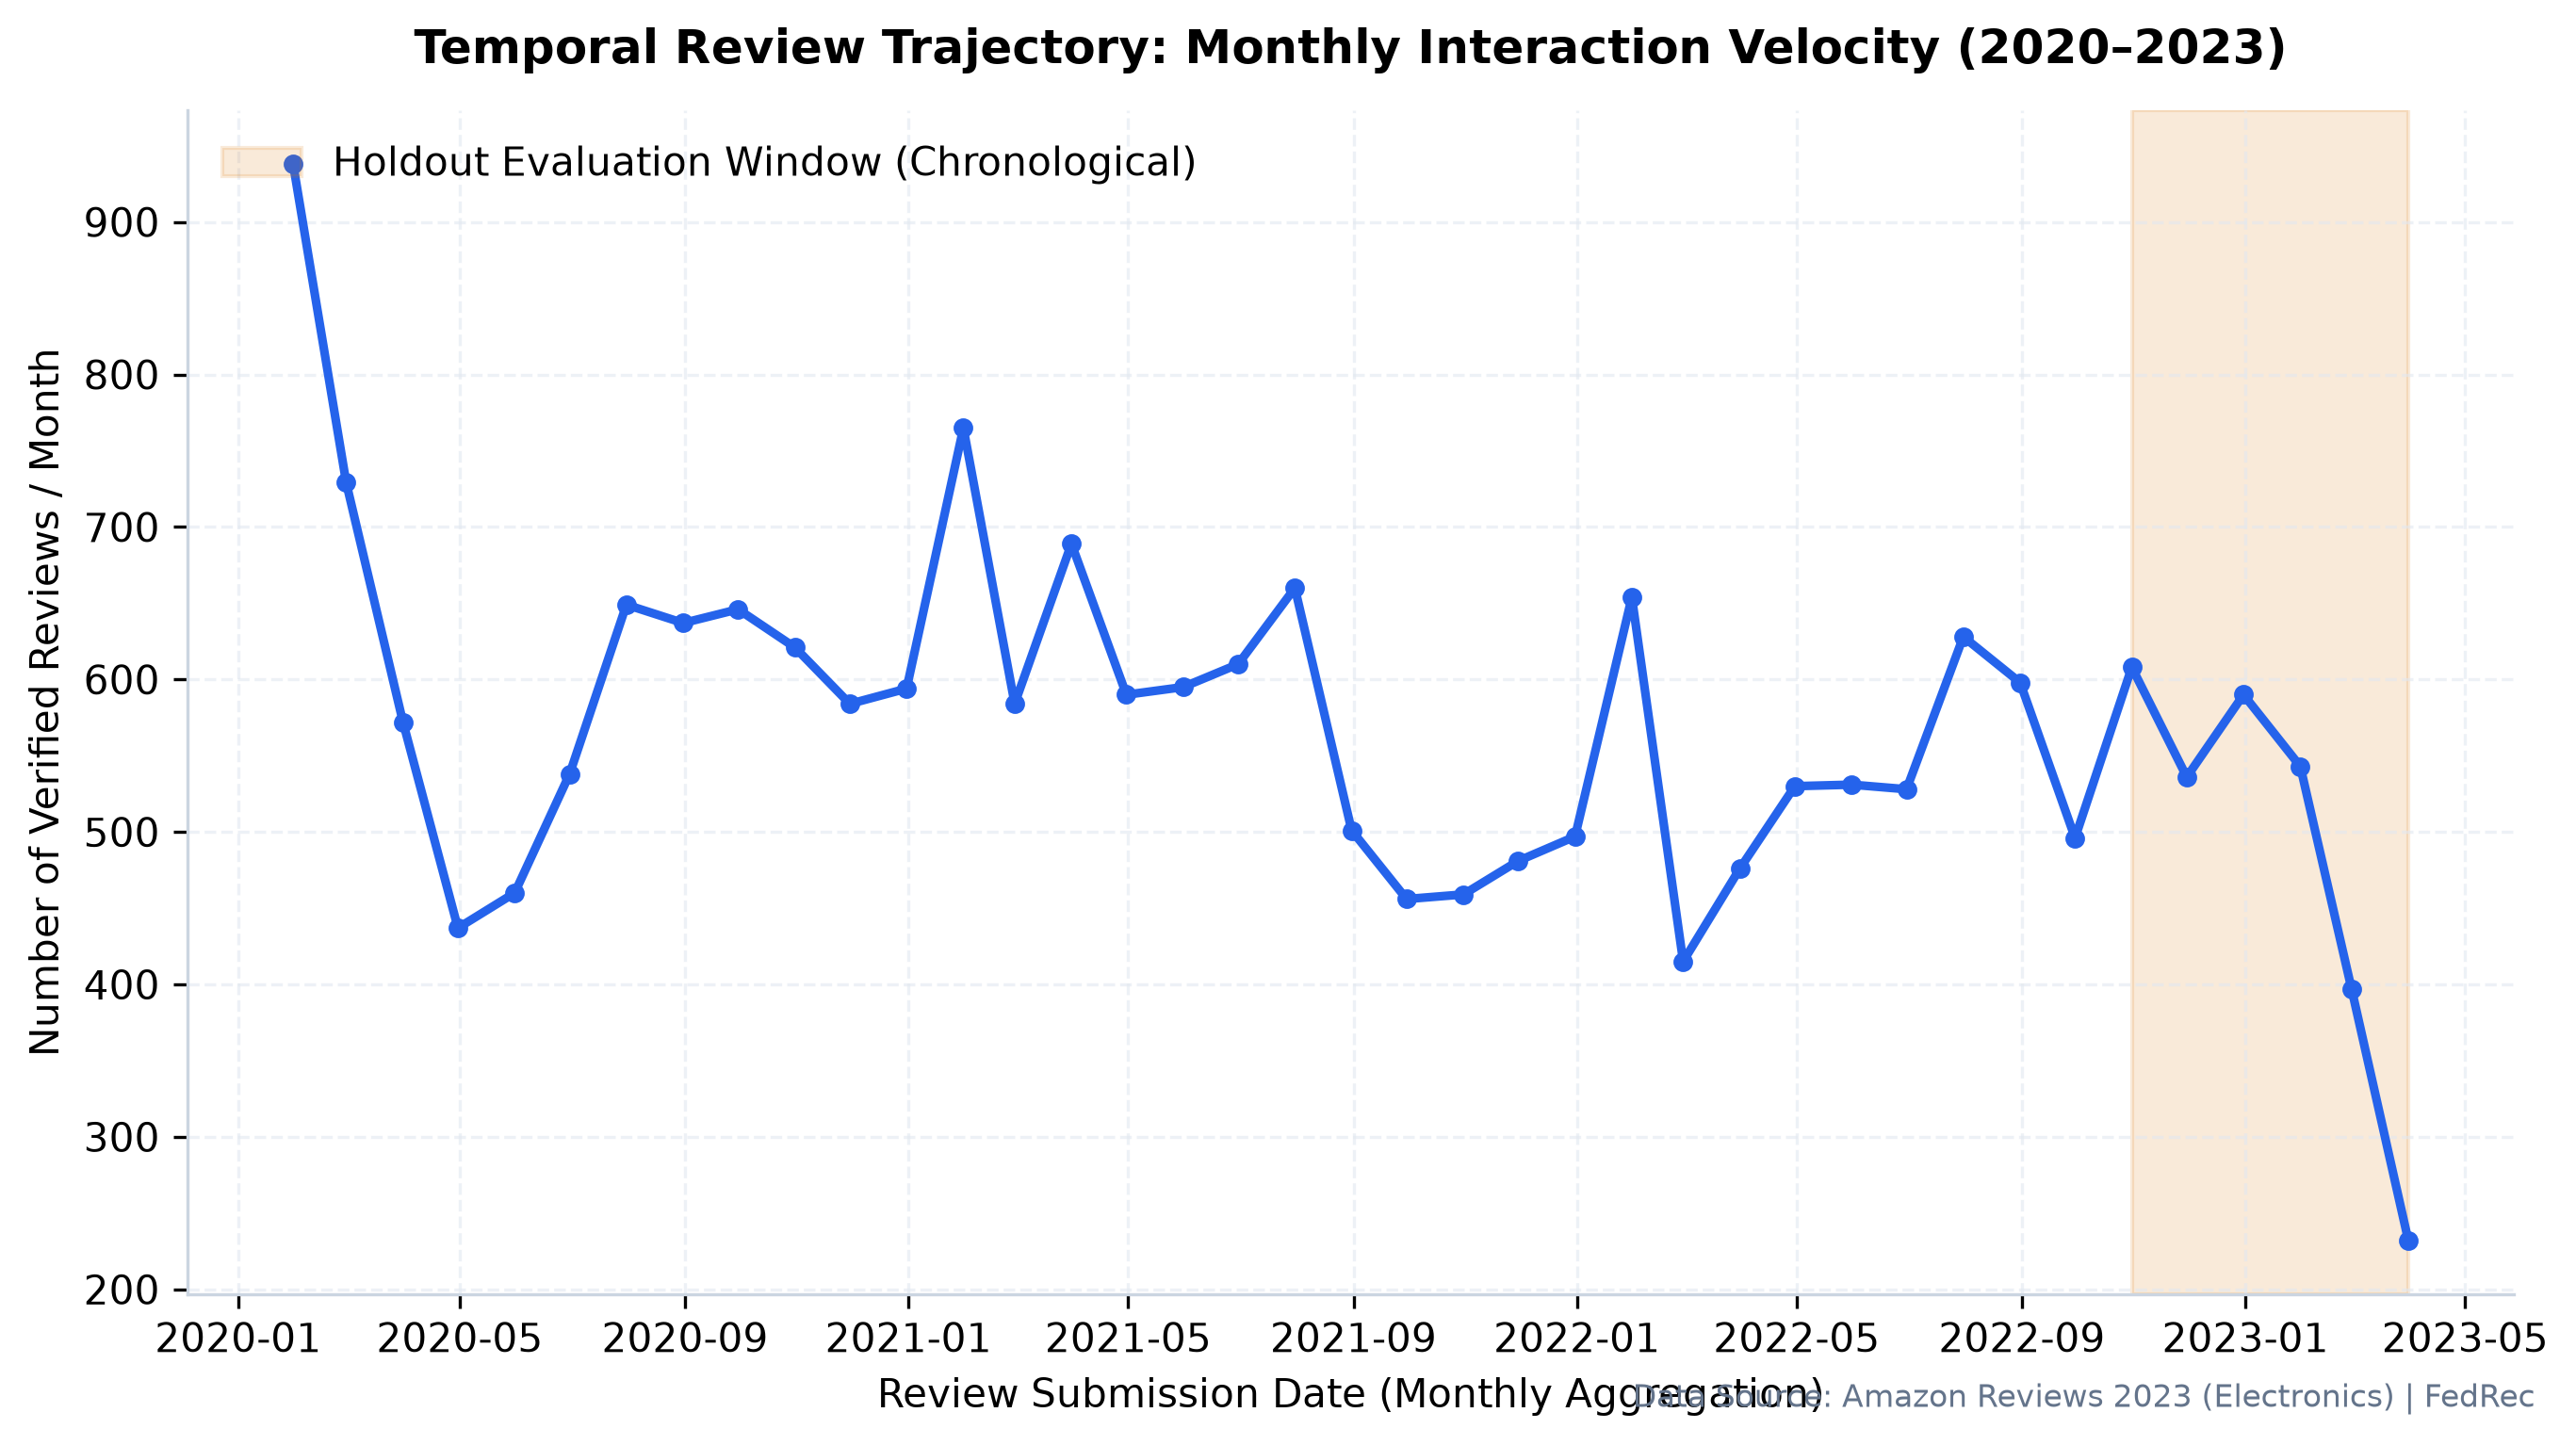 Temporal Review Trajectory: Monthly Interaction Velocity (2020–2023)
Holdout Evaluation Window (Chronological)
Number of Verified Reviews / Month
900
800
700
600
500
400
300
200
2020-01 2020-05 2020-09 2021-01 2021-05 2021-09 2022-01 2022-05 2022-09 2023-01 2023-05
Review Submission Date (Monthly Aggregation)
Data Source: Amazon Reviews 2023 (Electronics) | FedRec